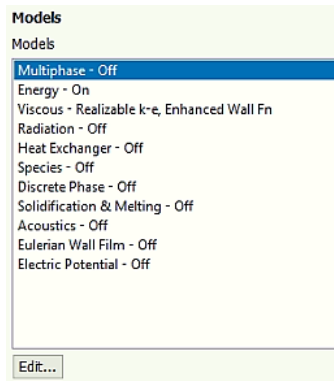 Models
Models
Multiphase - Off
Energy - On
Viscous - Realizable k-e, Enhanced Wall Fn
Radiation - Off
Heat Exchanger - Off
Species - Off
Discrete Phase - Off
Solidification & Melting - Off
Acoustics - Off
Eulerian Wall Film - Off
Electric Potential - Off
Edit...